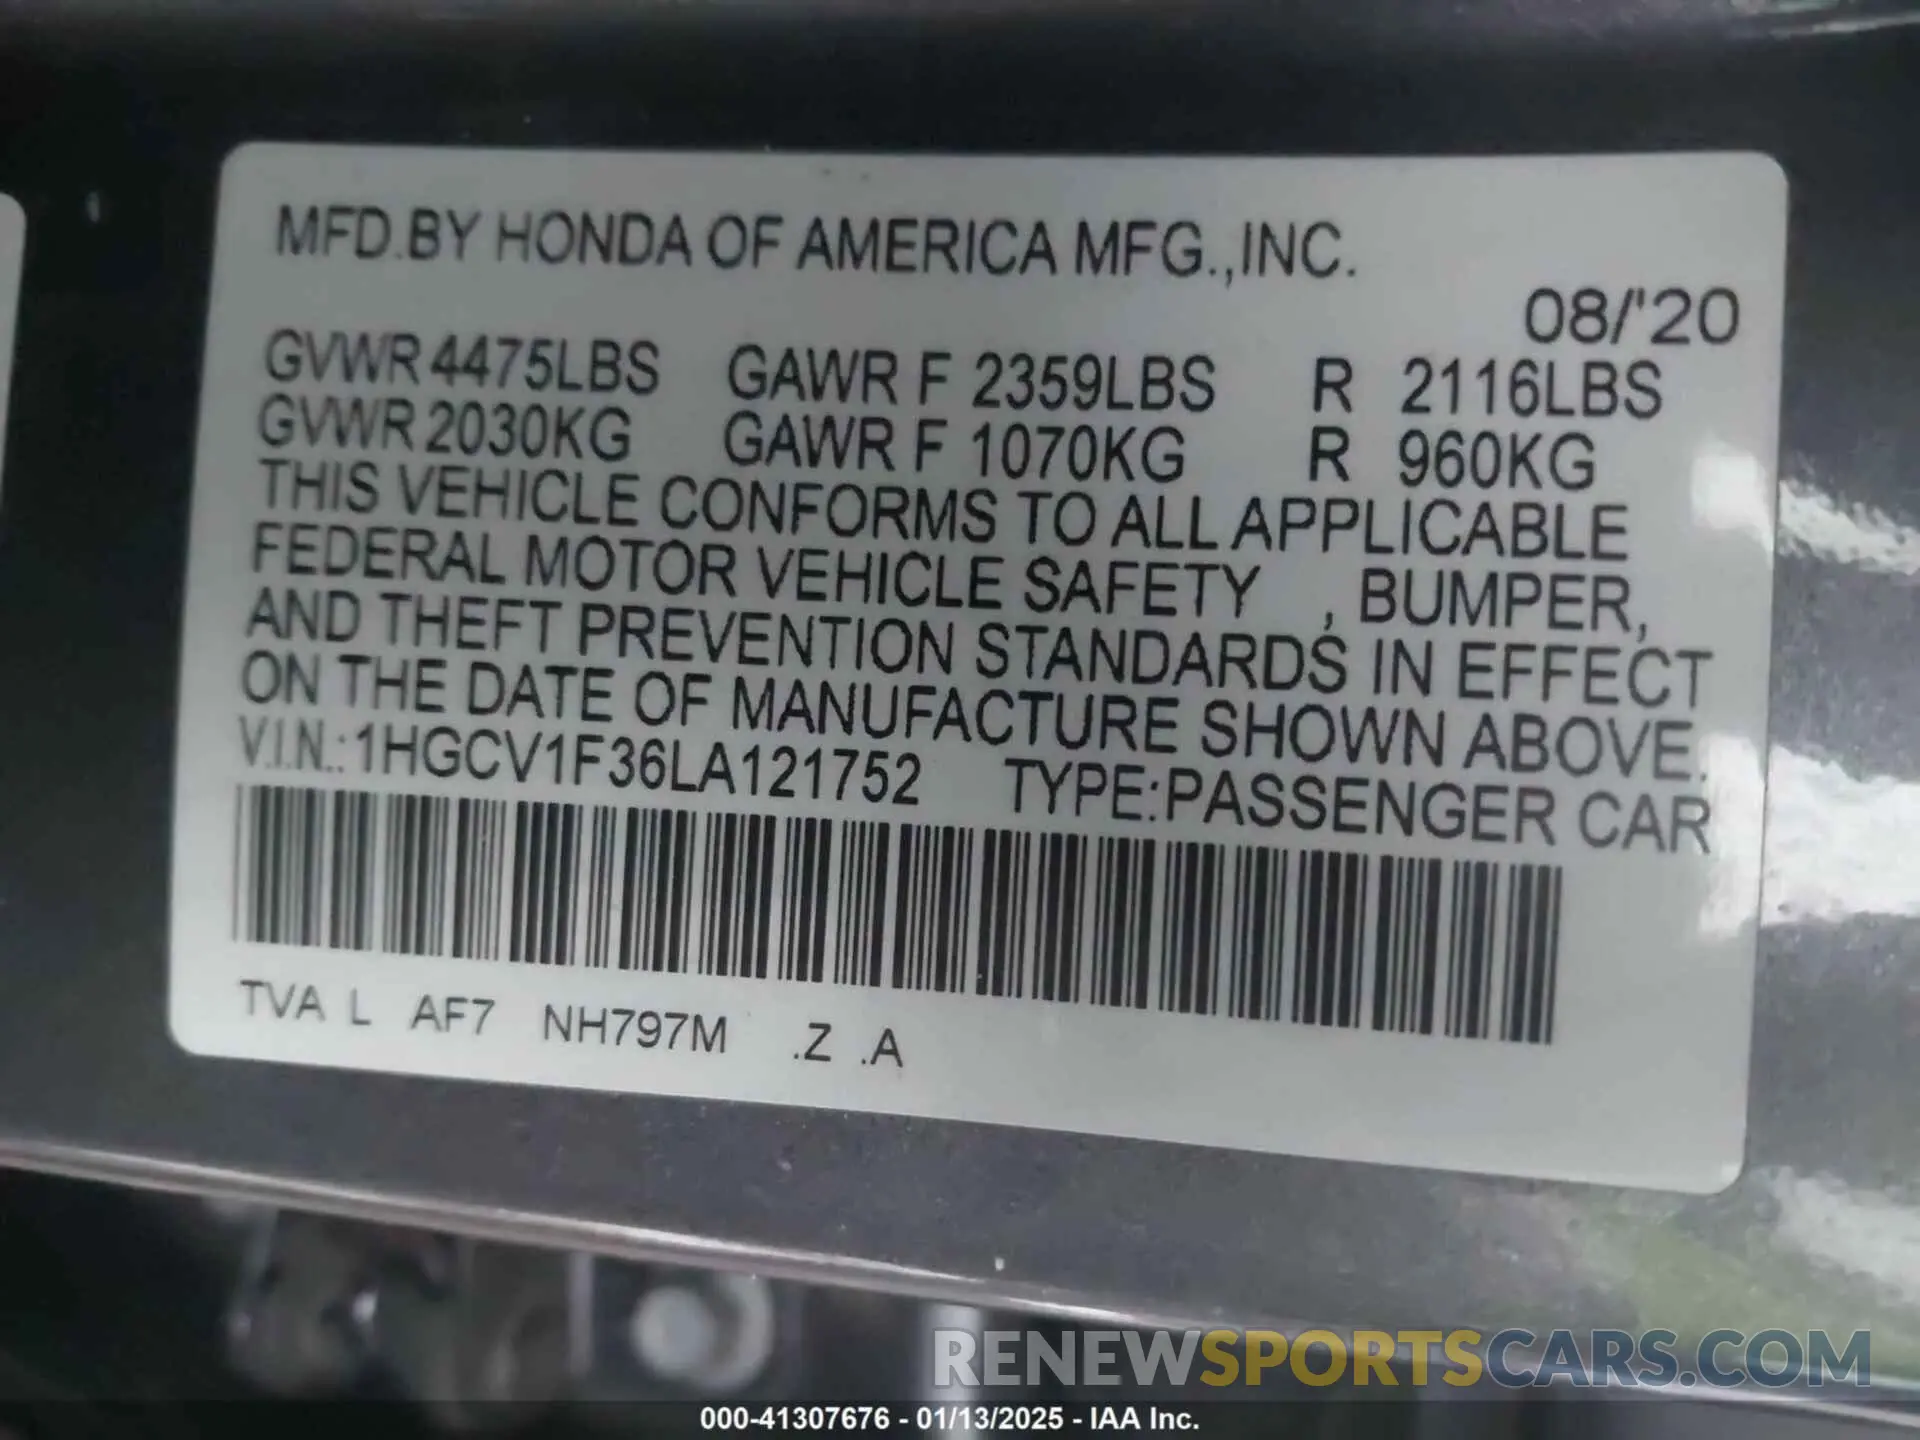 MFD.BY HONDA OF AMERICA MFG.,INC.
08/'20
GVWR 4475LBS GAWR F 2359LBS R 2116LBS
GVWR 2030KG GAWR F 1070KG R 960KG
THIS VEHICLE CONFORMS TO ALL APPLICABLE
FEDERAL MOTOR VEHICLE SAFETY , BUMPER,
AND THEFT PREVENTION STANDARDS IN EFFECT
ON THE DATE OF MANUFACTURE SHOWN ABOVE.
V.I.N.: 1HGCV1F36LA121752 TYPE:PASSENGER CAR
TVA L AF7 NH797M .Z .A
RENEWSPORTSCARS.COM
000-41307676 - 01/13/2025 - IAA Inc.